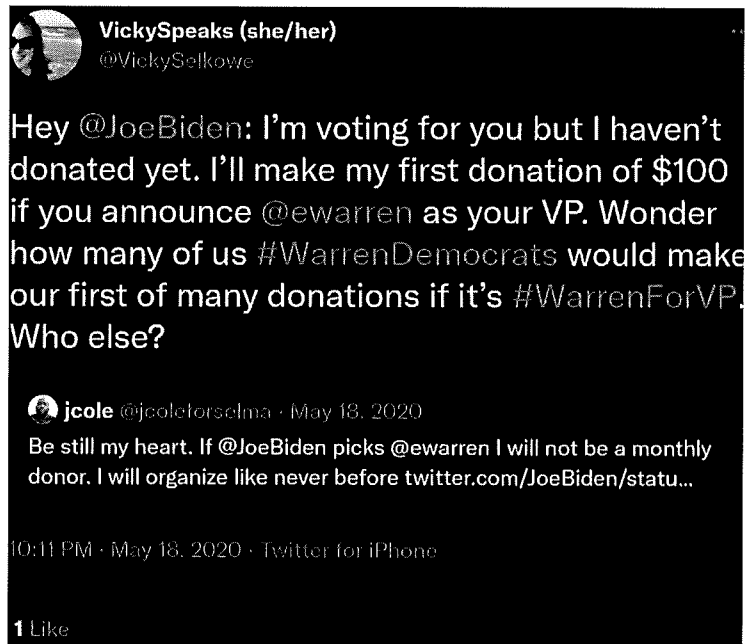 VickySpeaks (she/her)
@VickySelkowe
Hey @JoeBiden: I'm voting for you but I haven't
donated yet. I'll make my first donation of $100
if you announce @ewarren as your VP. Wonder
how many of us #WarrenDemocrats would make
our first of many donations if it's #WarrenForVP.
Who else?
jcole @jcoleforselma · May 18, 2020
Be still my heart. If @JoeBiden picks @ewarren I will not be a monthly
donor. I will organize like never before twitter.com/JoeBiden/statu...
10:11 PM · May 18, 2020 · Twitter for iPhone
1 Like